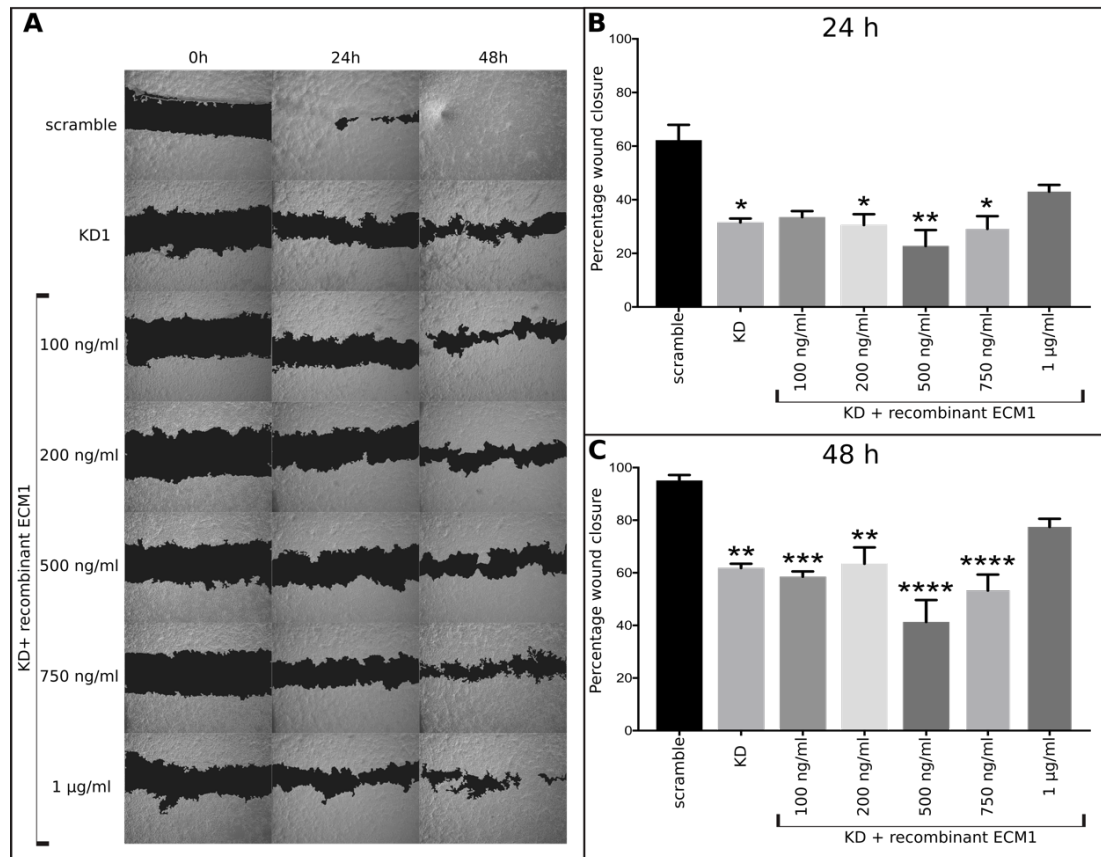 A
0h 24h 48h
scramble
KD1
100 ng/ml
200 ng/ml
500 ng/ml
750 ng/ml
1 µg/ml
KD+ recombinant ECM1
B
24 h
Percentage wound closure
100
80
60
40
20
0
* * ** *
scramble
KD
100 ng/ml
200 ng/ml
500 ng/ml
750 ng/ml
1 µg/ml
KD + recombinant ECM1
C
48 h
Percentage wound closure
100
80
60
40
20
0
** *** ** **** ****
scramble
KD
100 ng/ml
200 ng/ml
500 ng/ml
750 ng/ml
1 µg/ml
KD + recombinant ECM1